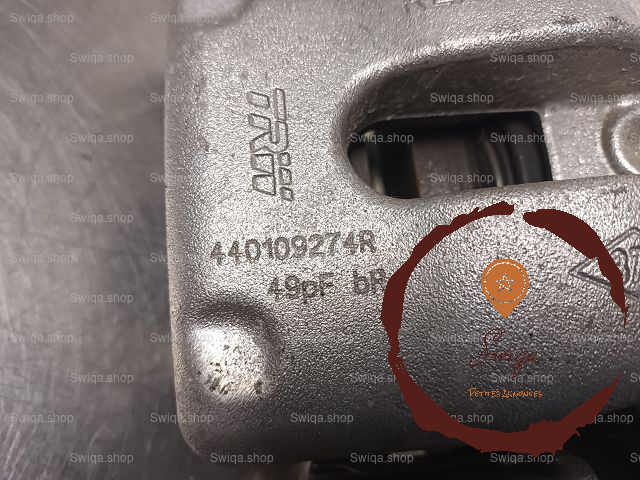 TRW
440109274R
49pF bR
Swiqa
PETITES ANNONCES
Swiqa.shop